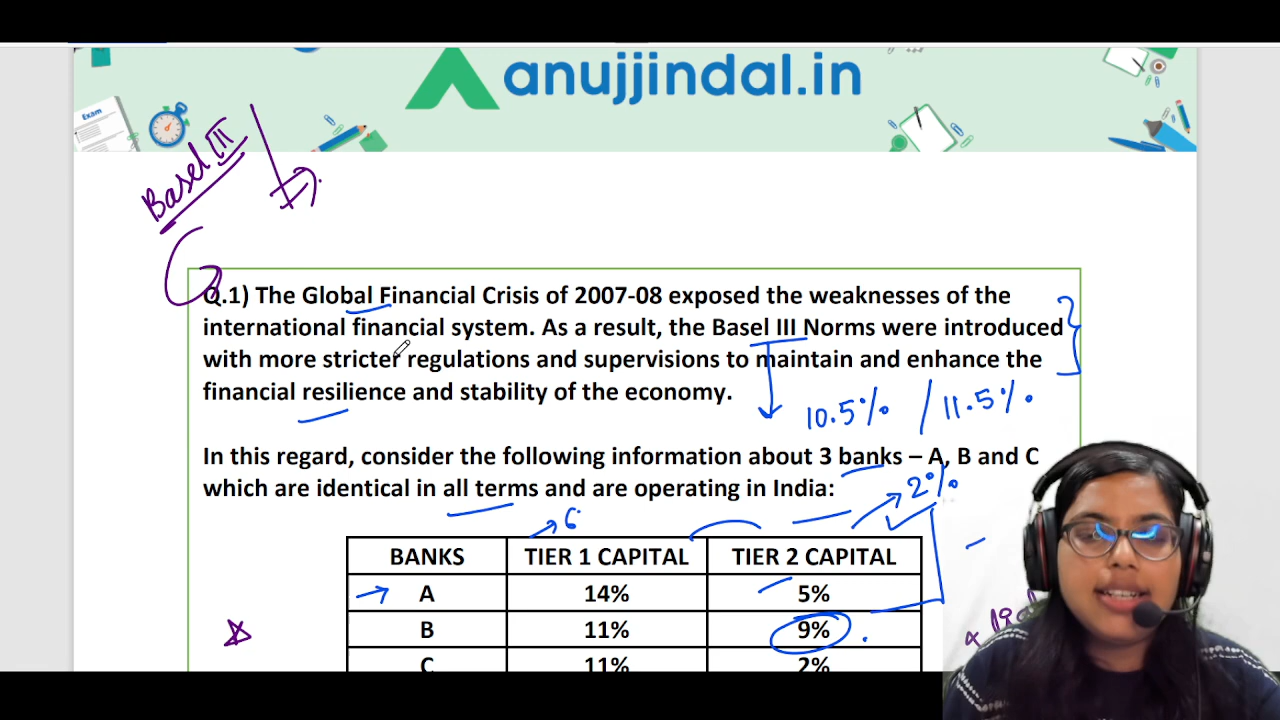 anujjindal.in
Exam
Basel III
Q.1) The Global Financial Crisis of 2007-08 exposed the weaknesses of the
international financial system. As a result, the Basel III Norms were introduced
with more stricter regulations and supervisions to maintain and enhance the
financial resilience and stability of the economy.
10.5% / 11.5%
In this regard, consider the following information about 3 banks – A, B and C
which are identical in all terms and are operating in India:
2%
6
BANKS TIER 1 CAPITAL TIER 2 CAPITAL
A 14% 5%
B 11% 9%
C 11% 2%